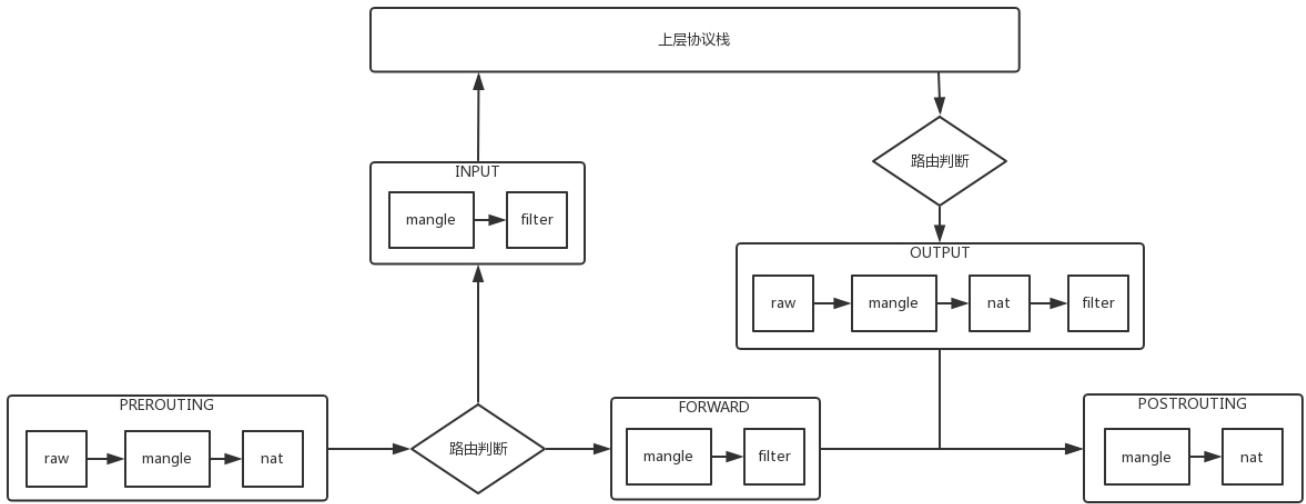 上层协议栈
路由判断
INPUT
mangle
filter
OUTPUT
raw
mangle
nat
filter
PREROUTING
raw
mangle
nat
路由判断
FORWARD
mangle
filter
POSTROUTING
mangle
nat